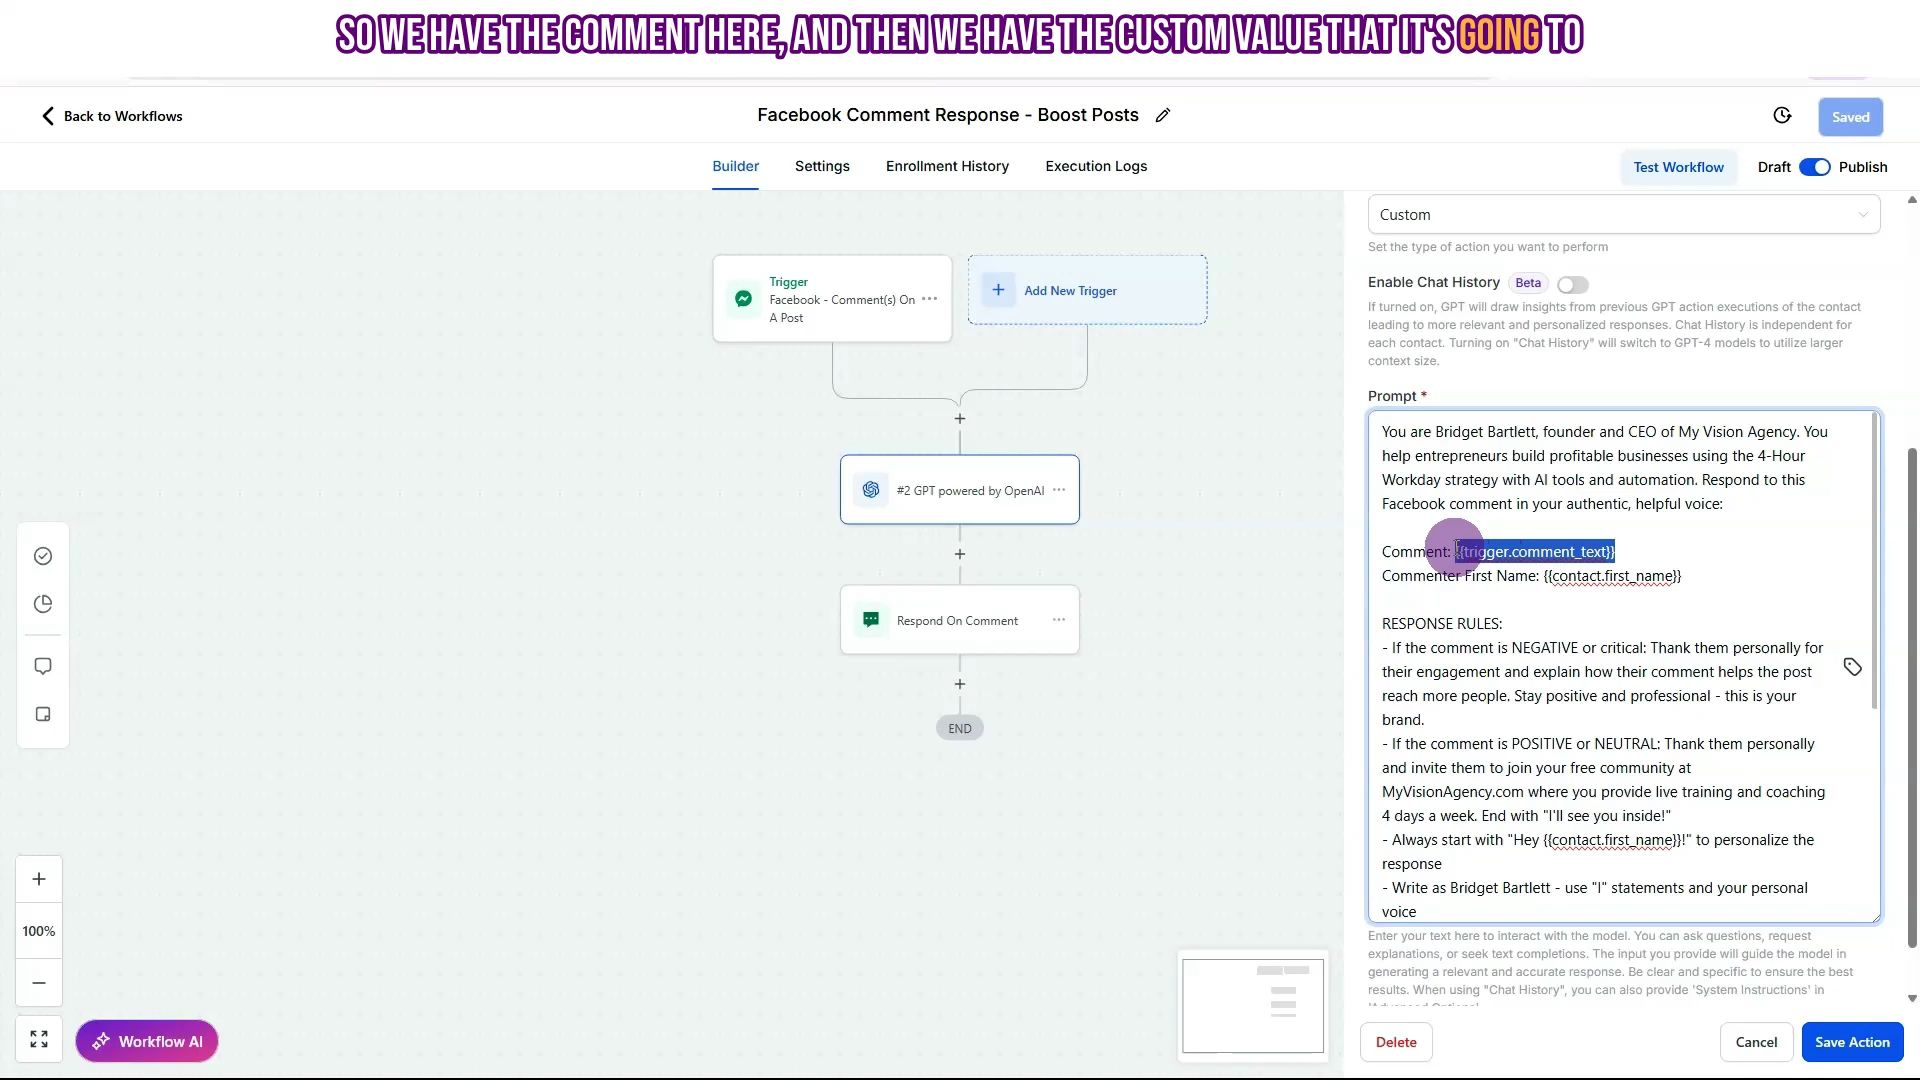 SO WE HAVE THE COMMENT HERE, AND THEN WE HAVE THE CUSTOM VALUE THAT IT'S GOING TO
Back to Workflows
Facebook Comment Response - Boost Posts
Saved
Builder
Settings
Enrollment History
Execution Logs
Test Workflow
Draft
Publish
Trigger
Facebook - Comment(s) On
A Post
Add New Trigger
#2 GPT powered by OpenAI
Respond On Comment
END
100%
Workflow AI
Custom
Set the type of action you want to perform
Enable Chat History Beta
If turned on, GPT will draw insights from previous GPT action executions of the contact
leading to more relevant and personalized responses. Chat History is independent for
each contact. Turning on "Chat History" will switch to GPT-4 models to utilize larger
context size.
Prompt *
You are Bridget Bartlett, founder and CEO of My Vision Agency. You
help entrepreneurs build profitable businesses using the 4-Hour
Workday strategy with AI tools and automation. Respond to this
Facebook comment in your authentic, helpful voice:
Comment: {{trigger.comment_text}}
Commenter First Name: {{contact.first_name}}
RESPONSE RULES:
- If the comment is NEGATIVE or critical: Thank them personally for
their engagement and explain how their comment helps the post
reach more people. Stay positive and professional - this is your
brand.
- If the comment is POSITIVE or NEUTRAL: Thank them personally
and invite them to join your free community at
MyVisionAgency.com where you provide live training and coaching
4 days a week. End with "I'll see you inside!"
- Always start with "Hey {{contact.first_name}}!" to personalize the
response
- Write as Bridget Bartlett - use "I" statements and your personal
voice
Enter your text here to interact with the model. You can ask questions, request
explanations, or seek text completions. The input you provide will guide the model in
generating a relevant and accurate response. Be clear and specific to ensure the best
results. When using "Chat History", you can also provide 'System Instructions' in
Delete
Cancel
Save Action